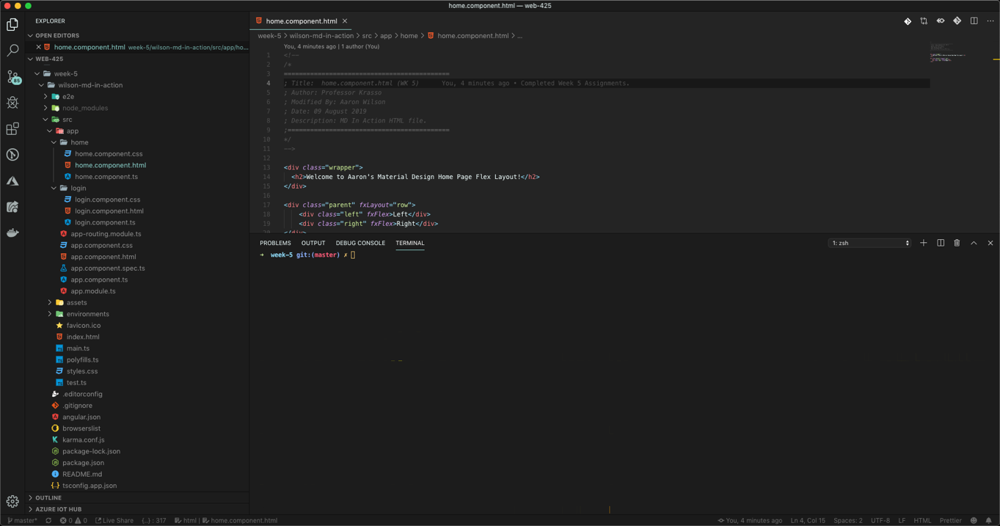 home.component.html — web-425
EXPLORER
OPEN EDITORS
home.component.html week-5/wilson-md-in-action/src/app/ho...
WEB-425
week-5
wilson-md-in-action
e2e
node_modules
src
app
home
home.component.css
home.component.html
home.component.ts
login
login.component.css
login.component.html
login.component.ts
app-routing.module.ts
app.component.css
app.component.html
app.component.spec.ts
app.component.ts
app.module.ts
assets
environments
favicon.ico
index.html
main.ts
polyfills.ts
styles.css
test.ts
.editorconfig
.gitignore
angular.json
browserslist
karma.conf.js
package-lock.json
package.json
README.md
tsconfig.app.json
OUTLINE
AZURE IOT HUB
85
home.component.html
week-5 > wilson-md-in-action > src > app > home > home.component.html > ...
You, 4 minutes ago | 1 author (You)
1 <!--
2 /*
3 ============================================
4 ; Title: home.component.html (WK 5) You, 4 minutes ago • Completed Week 5 Assignments.
5 ; Author: Professor Krasso
6 ; Modified By: Aaron Wilson
7 ; Date: 09 August 2019
8 ; Description: MD In Action HTML file.
9 ;===========================================
10 */
11 -->
12
13 <div class="wrapper">
14 <h2>Welcome to Aaron's Material Design Home Page Flex Layout!</h2>
15 </div>
16
17 <div class="parent" fxLayout="row">
18 <div class="left" fxFlex>Left</div>
19 <div class="right" fxFlex>Right</div>
20 </div>
PROBLEMS OUTPUT DEBUG CONSOLE TERMINAL 1: zsh
→ week-5 git:(master) ✗
master* 0 0 Live Share {..} : 317 html | home.component.html You, 4 minutes ago Ln 4, Col 15 Spaces: 2 UTF-8 LF HTML Prettier